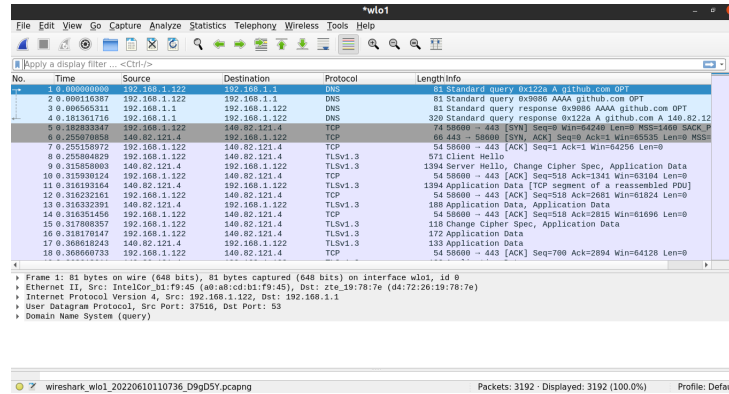 *wlo1
File Edit View Go Capture Analyze Statistics Telephony Wireless Tools Help
Apply a display filter ... <Ctrl-/>
No. Time Source Destination Protocol Length Info
1 0.000000000 192.168.1.122 192.168.1.1 DNS 81 Standard query 0x122a A github.com OPT
2 0.000116387 192.168.1.122 192.168.1.1 DNS 81 Standard query 0x9086 AAAA github.com OPT
3 0.006565311 192.168.1.1 192.168.1.122 DNS 81 Standard query response 0x9086 AAAA github.com OPT
4 0.181361716 192.168.1.1 192.168.1.122 DNS 320 Standard query response 0x122a A github.com A 140.82.12
5 0.182833347 192.168.1.122 140.82.121.4 TCP 74 58600 → 443 [SYN] Seq=0 Win=64240 Len=0 MSS=1460 SACK_P
6 0.255070858 140.82.121.4 192.168.1.122 TCP 66 443 → 58600 [SYN, ACK] Seq=0 Ack=1 Win=65535 Len=0 MSS=
7 0.255158972 192.168.1.122 140.82.121.4 TCP 54 58600 → 443 [ACK] Seq=1 Ack=1 Win=64256 Len=0
8 0.255804829 192.168.1.122 140.82.121.4 TLSv1.3 571 Client Hello
9 0.315858003 140.82.121.4 192.168.1.122 TLSv1.3 1394 Server Hello, Change Cipher Spec, Application Data
10 0.315930124 192.168.1.122 140.82.121.4 TCP 54 58600 → 443 [ACK] Seq=518 Ack=1341 Win=63104 Len=0
11 0.316193164 140.82.121.4 192.168.1.122 TLSv1.3 1394 Application Data [TCP segment of a reassembled PDU]
12 0.316232161 192.168.1.122 140.82.121.4 TCP 54 58600 → 443 [ACK] Seq=518 Ack=2681 Win=61824 Len=0
13 0.316332391 140.82.121.4 192.168.1.122 TLSv1.3 188 Application Data, Application Data
14 0.316351456 192.168.1.122 140.82.121.4 TCP 54 58600 → 443 [ACK] Seq=518 Ack=2815 Win=61696 Len=0
15 0.317808357 192.168.1.122 140.82.121.4 TLSv1.3 118 Change Cipher Spec, Application Data
16 0.318170147 192.168.1.122 140.82.121.4 TLSv1.3 172 Application Data
17 0.368618243 140.82.121.4 192.168.1.122 TLSv1.3 133 Application Data
18 0.368660733 192.168.1.122 140.82.121.4 TCP 54 58600 → 443 [ACK] Seq=700 Ack=2894 Win=64128 Len=0
Frame 1: 81 bytes on wire (648 bits), 81 bytes captured (648 bits) on interface wlo1, id 0
Ethernet II, Src: IntelCor_b1:f9:45 (a0:a8:cd:b1:f9:45), Dst: zte_19:78:7e (d4:72:26:19:78:7e)
Internet Protocol Version 4, Src: 192.168.1.122, Dst: 192.168.1.1
User Datagram Protocol, Src Port: 37516, Dst Port: 53
Domain Name System (query)
wireshark_wlo1_20220610110736_D9gD5Y.pcapng Packets: 3192 · Displayed: 3192 (100.0%) Profile: Defau